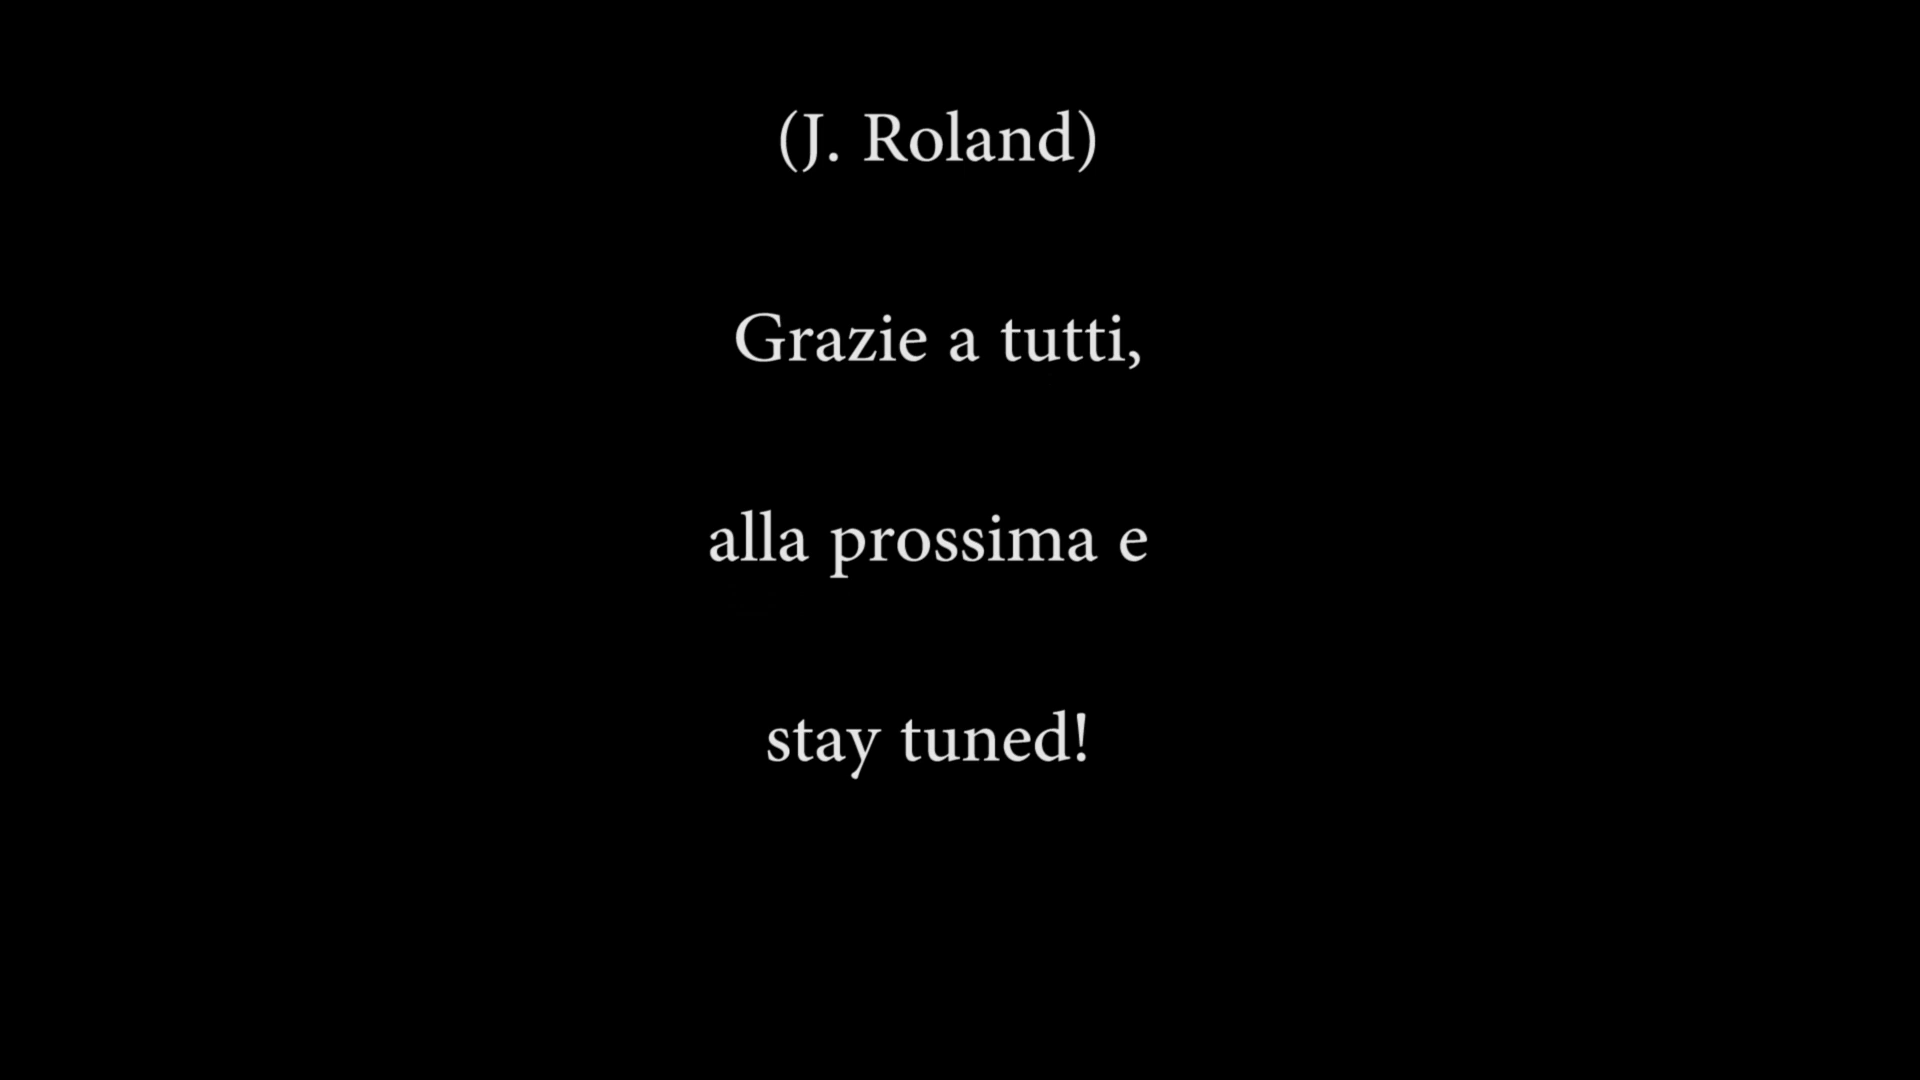 (J. Roland)
Grazie a tutti,
alla prossima e
stay tuned!